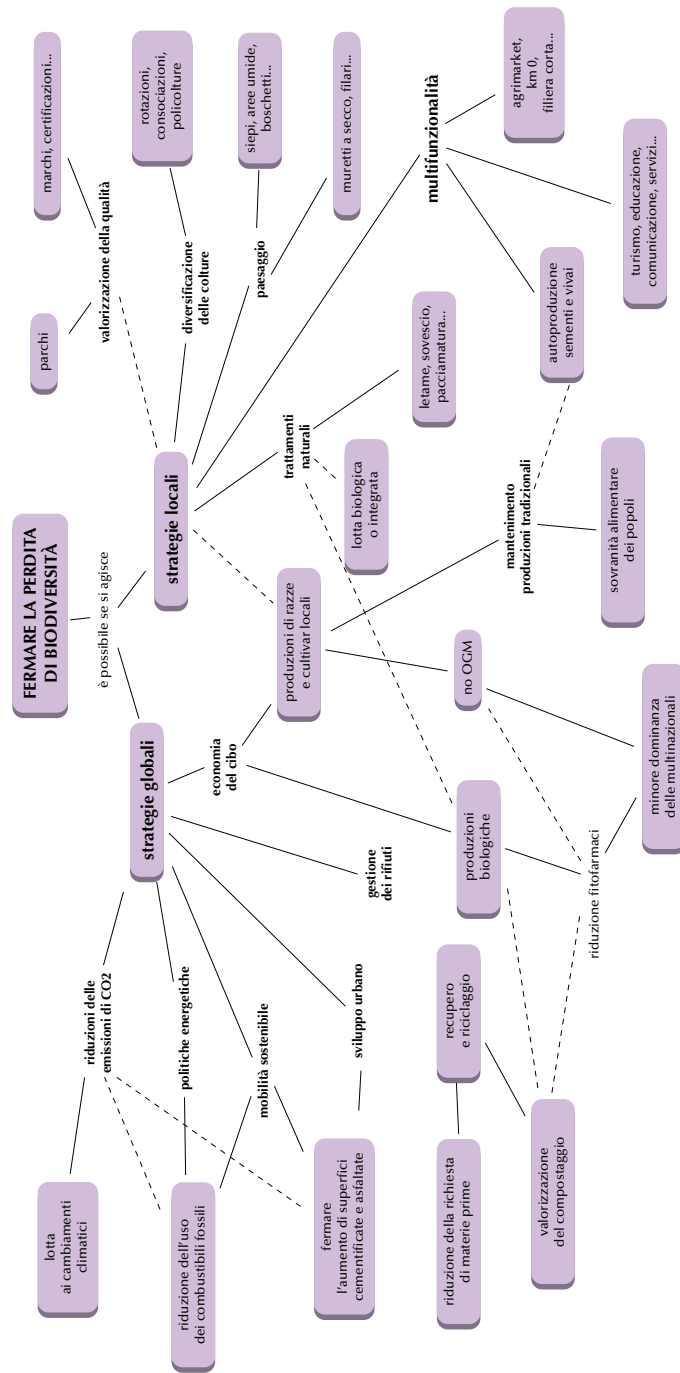 FERMARE LA PERDITA
DI BIODIVERSITÀ
è possibile se si agisce
strategie globali
strategie locali
riduzioni delle
emissioni di CO2
lotta
ai cambiamenti
climatici
politiche energetiche
riduzione dell'uso
dei combustibili fossili
mobilità sostenibile
fermare
l'aumento di superfici
cementificate e asfaltate
sviluppo urbano
gestione
dei rifiuti
economia
del cibo
produzioni di razze
e cultivar locali
produzioni
biologiche
recupero
e riciclaggio
riduzione della richiesta
di materie prime
valorizzazione
del compostaggio
riduzione fitofarmaci
no OGM
minore dominanza
delle multinazionali
mantenimento
produzioni tradizionali
sovranità alimentare
dei popoli
autoproduzione
sementi e vivai
trattamenti
naturali
lotta biologica
o integrata
letame, sovescio,
pacciamatura...
valorizzazione della qualità
parchi
marchi, certificazioni...
diversificazione
delle colture
rotazioni,
consociazioni,
policolture
paesaggio
siepi, aree umide,
boschetti...
muretti a secco, filari...
multifunzionalità
agrimarket,
km 0,
filiera corta...
turismo, educazione,
comunicazione, servizi...